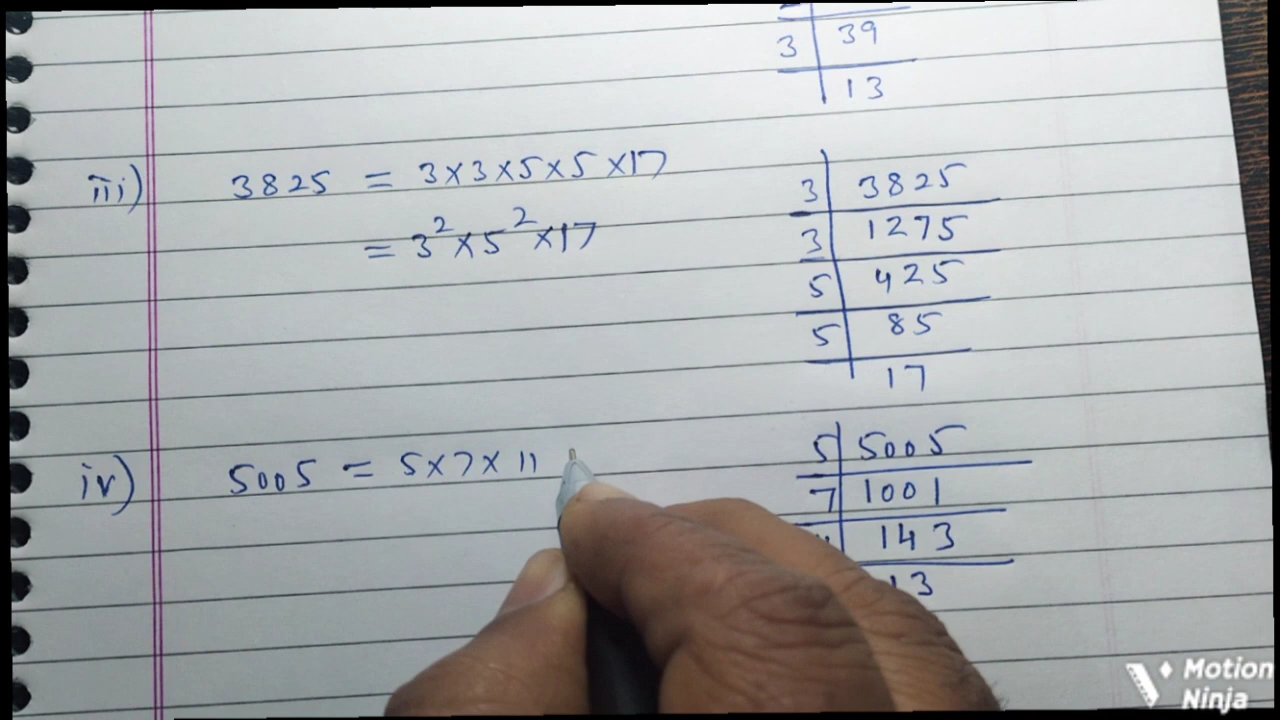 3 | 39
13
iii) 3825 = 3×3×5×5×17
= 3²×5²×17
3 | 3825
3 | 1275
5 | 425
5 | 85
17
iv) 5005 = 5×7×11
5 | 5005
7 | 1001
143
13
Motion
Ninja